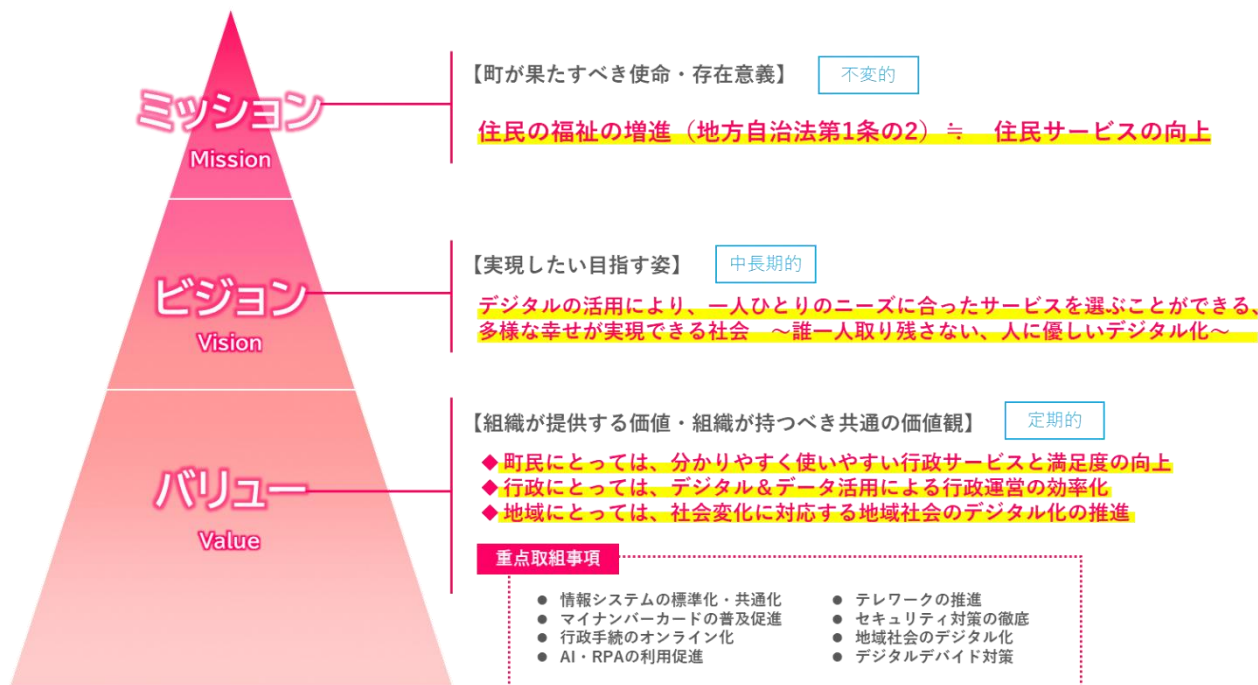 ミッション
Mission
【町が果たすべき使命・存在意義】
不変的
住民の福祉の増進（地方自治法第1条の2）≒　住民サービスの向上
ビジョン
Vision
【実現したい目指す姿】
中長期的
デジタルの活用により、一人ひとりのニーズに合ったサービスを選ぶことができる、
多様な幸せが実現できる社会　～誰一人取り残さない、人に優しいデジタル化～
バリュー
Value
【組織が提供する価値・組織が持つべき共通の価値観】
定期的
◆町民にとっては、分かりやすく使いやすい行政サービスと満足度の向上
◆行政にとっては、デジタル＆データ活用による行政運営の効率化
◆地域にとっては、社会変化に対応する地域社会のデジタル化の推進
重点取組事項
● 情報システムの標準化・共通化
● マイナンバーカードの普及促進
● 行政手続のオンライン化
● AI・RPAの利用促進
● テレワークの推進
● セキュリティ対策の徹底
● 地域社会のデジタル化
● デジタルデバイド対策